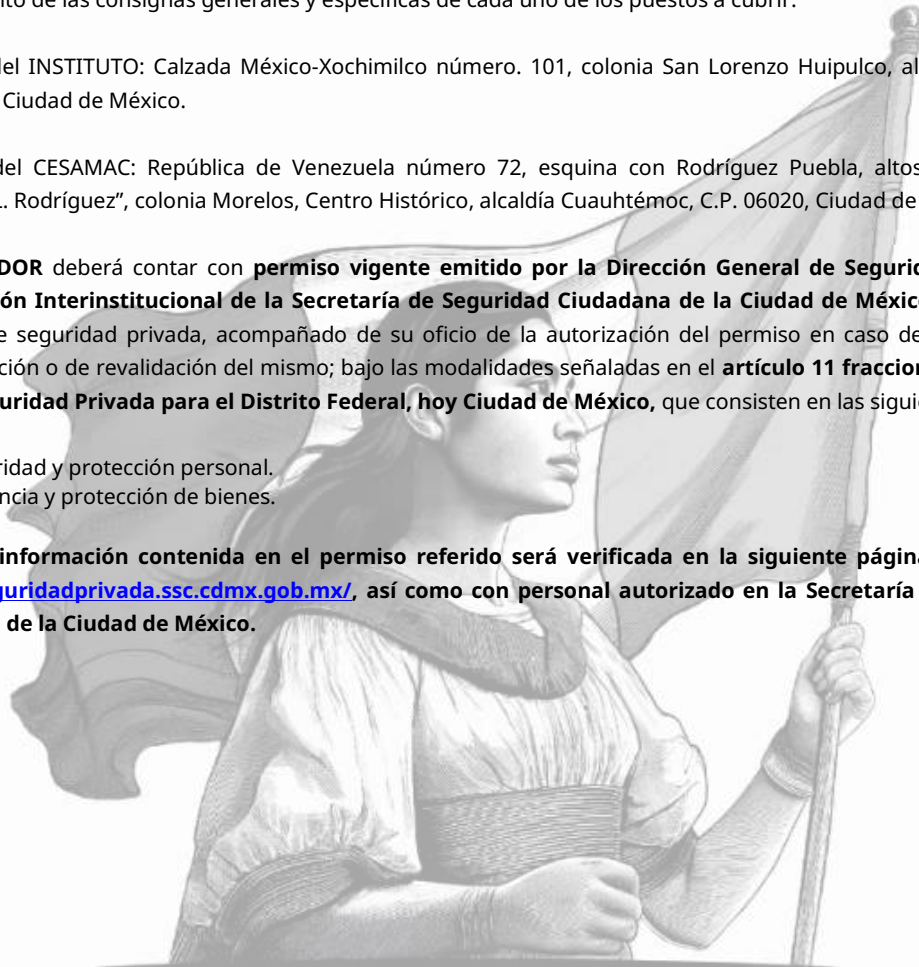 ito de las consignas generales y específicas de cada uno de los puestos a cubrir.
del INSTITUTO: Calzada México-Xochimilco número. 101, colonia San Lorenzo Huipulco, al
Ciudad de México.
del CESAMAC: República de Venezuela número 72, esquina con Rodríguez Puebla, altos
L. Rodríguez”, colonia Morelos, Centro Histórico, alcaldía Cuauhtémoc, C.P. 06020, Ciudad de
DOR deberá contar con permiso vigente emitido por la Dirección General de Segurid
ón Interinstitucional de la Secretaría de Seguridad Ciudadana de la Ciudad de México
e seguridad privada, acompañado de su oficio de la autorización del permiso en caso de
ción o de revalidación del mismo; bajo las modalidades señaladas en el artículo 11 fraccion
uridad Privada para el Distrito Federal, hoy Ciudad de México, que consisten en las siguie
ridad y protección personal.
ncia y protección de bienes.
información contenida en el permiso referido será verificada en la siguiente página
guridadprivada.ssc.cdmx.gob.mx/, así como con personal autorizado en la Secretaría
de la Ciudad de México.